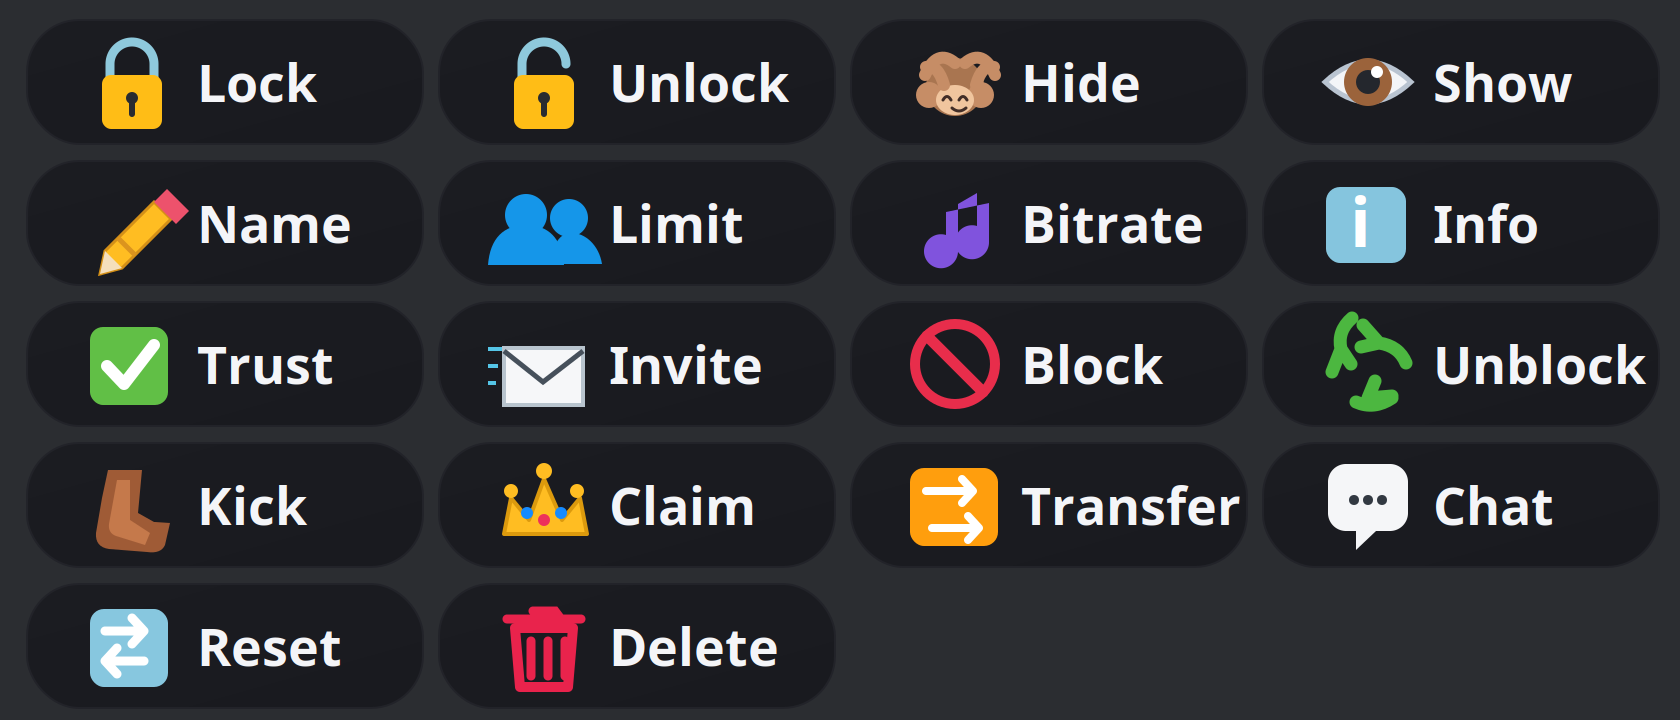 Lock
Unlock
Hide
Show
Name
Limit
Bitrate
i
Info
Trust
Invite
Block
Unblock
Kick
Claim
Transfer
Chat
Reset
Delete